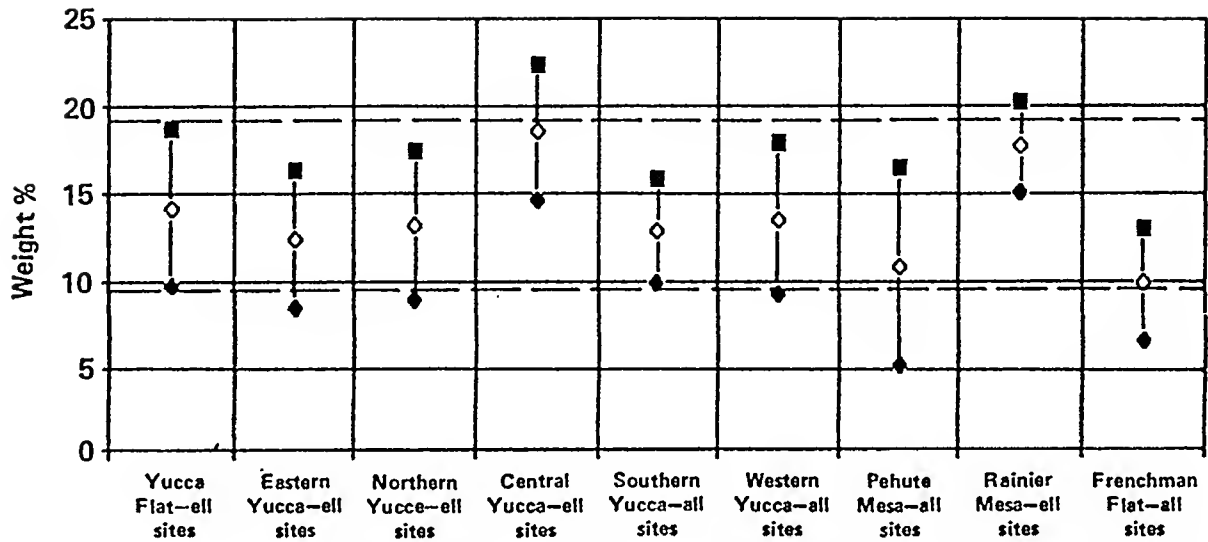 25
20
15
10
5
0
Weight %
Yucca
Flat—ell
sites
Eastern
Yucca—ell
sites
Northern
Yucce—ell
sites
Central
Yucca—ell
sites
Southern
Yucca—all
sites
Western
Yucca—all
sites
Pehute
Mesa—all
sites
Rainier
Mesa—ell
sites
Frenchman
Flat—all
sites